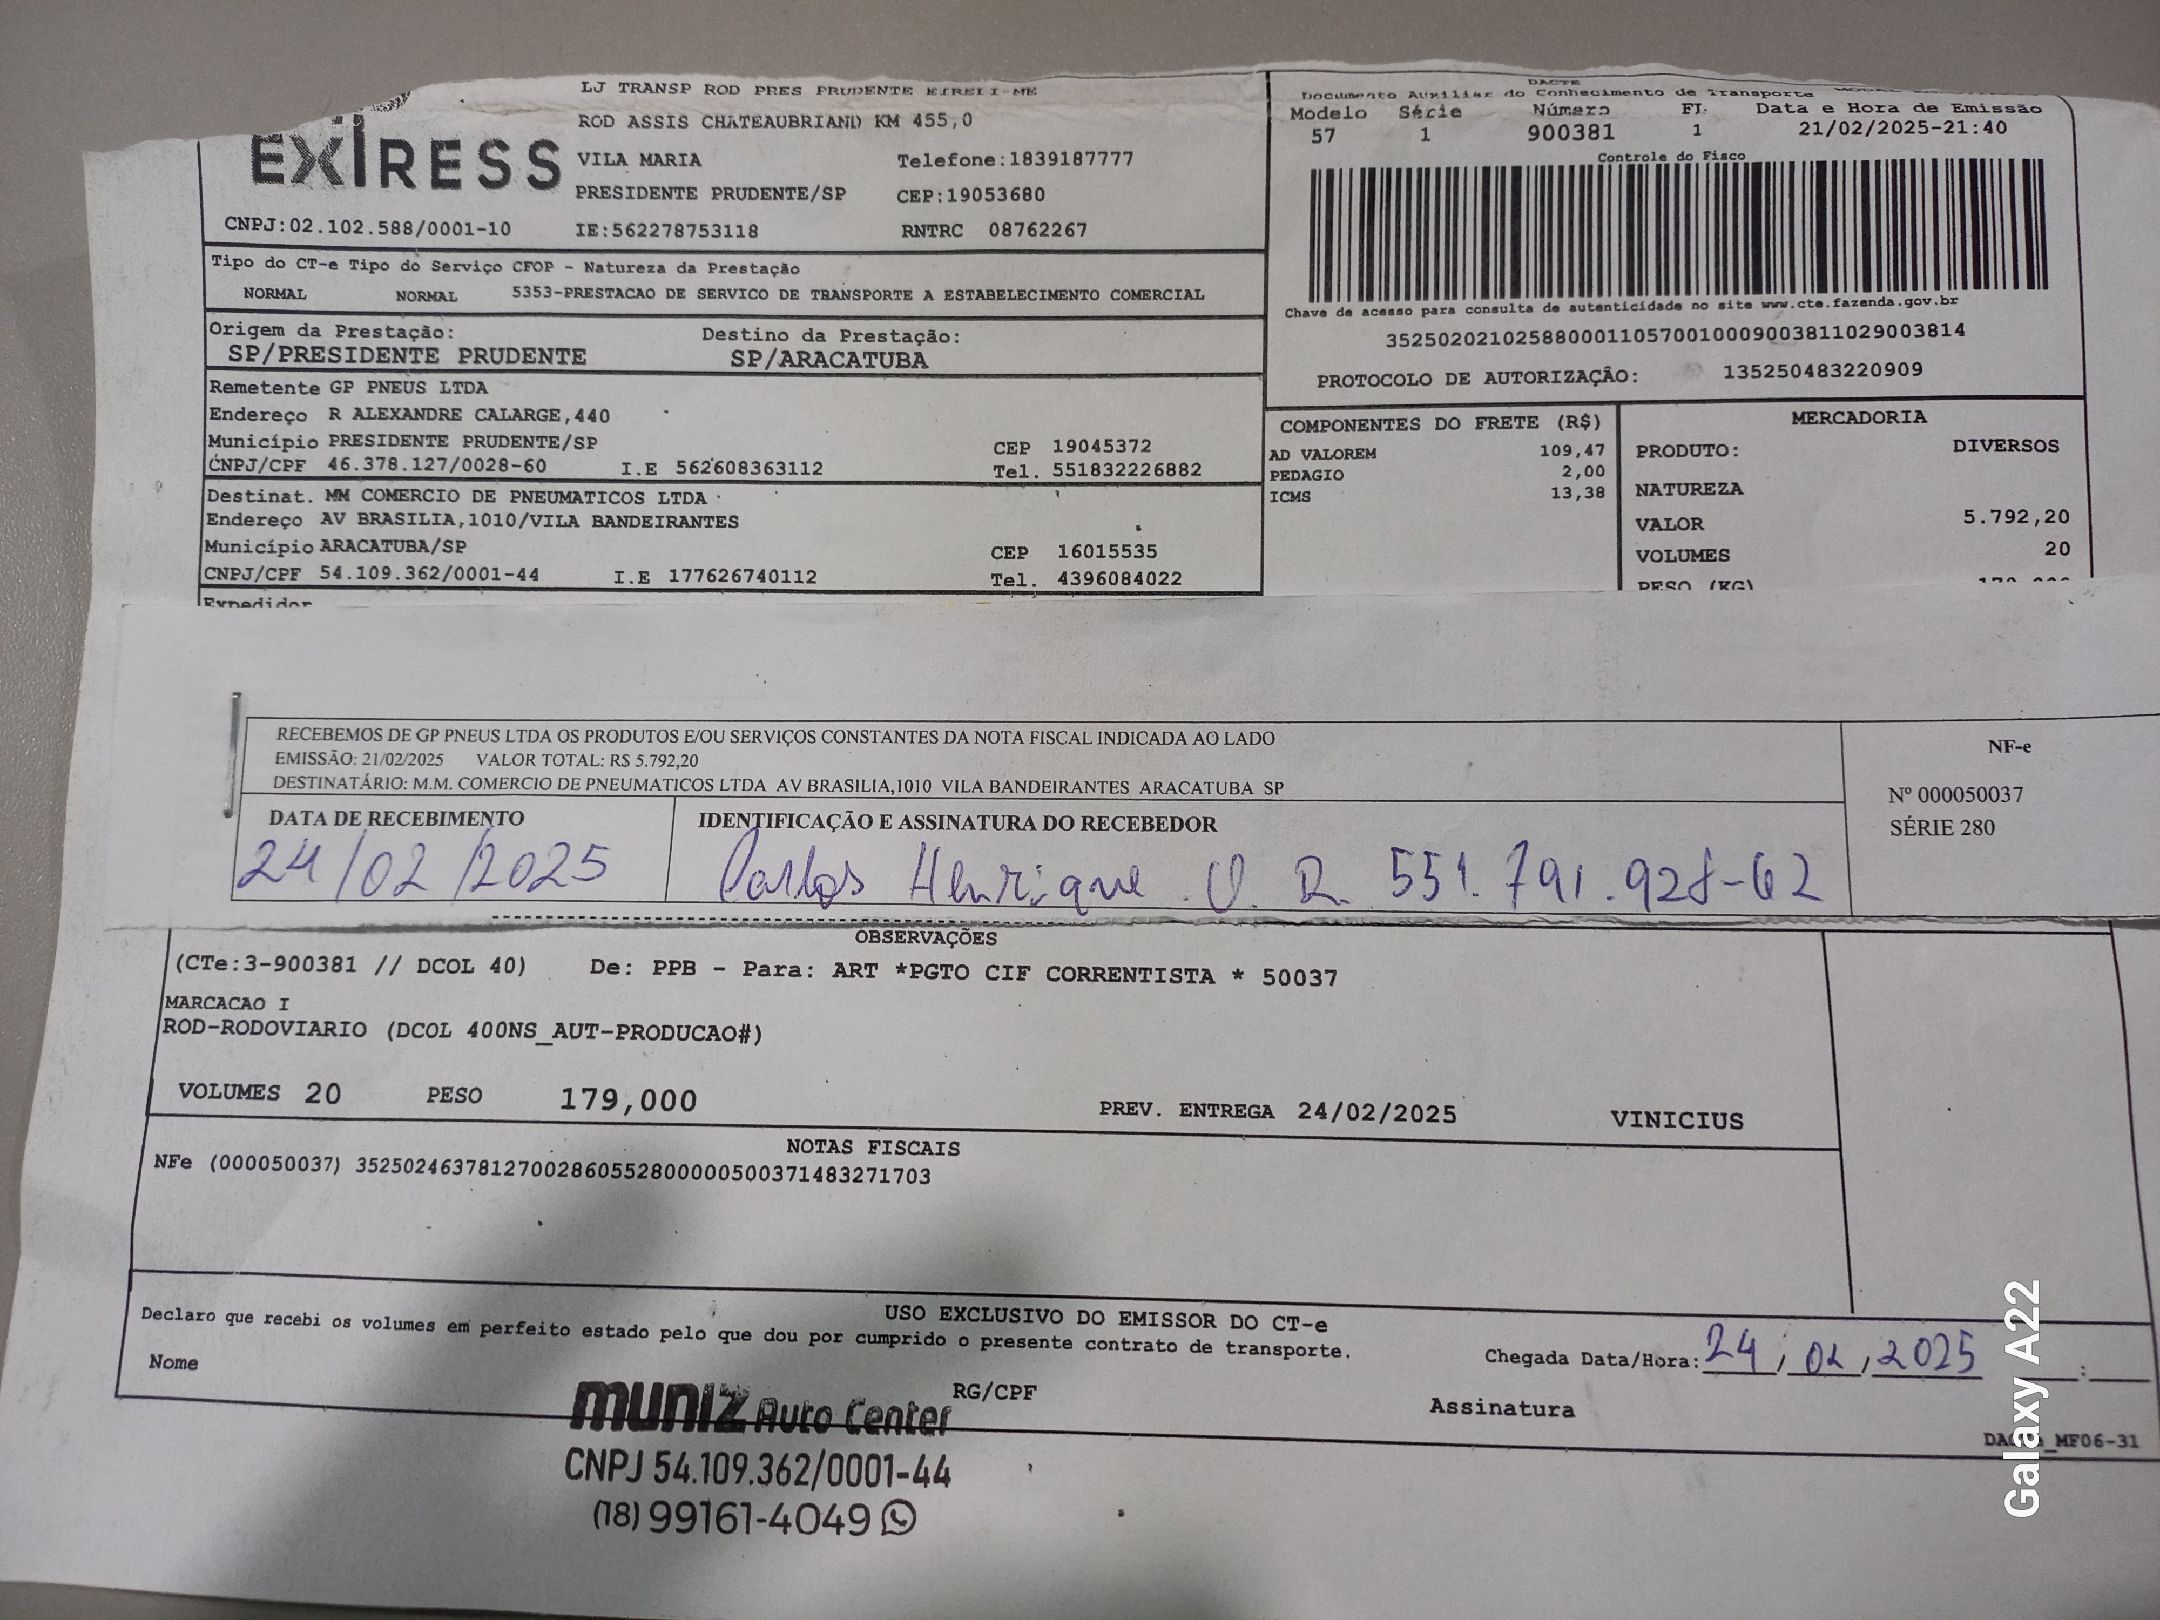 LJ TRANSP ROD PRES PRUDENTE EIRELI-ME
ROD ASSIS CHATEAUBRIAND KM 455,0
EXIRESS
VILA MARIA Telefone:1839187777
PRESIDENTE PRUDENTE/SP CEP:19053680
CNPJ:02.102.588/0001-10 IE:562278753118 RNTRC 08762267
DACTE
Documento Auxiliar do Conhecimento de Transporte
Modelo Série Número FL Data e Hora de Emissão
57 1 900381 1 21/02/2025-21:40
Controle do Fisco
Chave de acesso para consulta de autenticidade no site www.cte.fazenda.gov.br
35250202102588000110570010009003811029003814
PROTOCOLO DE AUTORIZAÇÃO: 135250483220909
Tipo do CT-e Tipo do Serviço CFOP - Natureza da Prestação
NORMAL NORMAL 5353-PRESTACAO DE SERVICO DE TRANSPORTE A ESTABELECIMENTO COMERCIAL
Origem da Prestação: Destino da Prestação:
SP/PRESIDENTE PRUDENTE SP/ARACATUBA
Remetente GP PNEUS LTDA
Endereço R ALEXANDRE CALARGE,440
Município PRESIDENTE PRUDENTE/SP CEP 19045372
CNPJ/CPF 46.378.127/0028-60 I.E 562608363112 Tel. 551832226882
Destinat. MM COMERCIO DE PNEUMATICOS LTDA
Endereço AV BRASILIA,1010/VILA BANDEIRANTES
Município ARACATUBA/SP CEP 16015535
CNPJ/CPF 54.109.362/0001-44 I.E 177626740112 Tel. 4396084022
Expedidor
COMPONENTES DO FRETE (R$)
AD VALOREM 109,47
PEDAGIO 2,00
ICMS 13,38
MERCADORIA
PRODUTO: DIVERSOS
NATUREZA
VALOR 5.792,20
VOLUMES 20
PESO (KG)
RECEBEMOS DE GP PNEUS LTDA OS PRODUTOS E/OU SERVIÇOS CONSTANTES DA NOTA FISCAL INDICADA AO LADO
EMISSÃO: 21/02/2025 VALOR TOTAL: R$ 5.792,20
DESTINATÁRIO: M.M. COMERCIO DE PNEUMATICOS LTDA AV BRASILIA,1010 VILA BANDEIRANTES ARACATUBA SP
DATA DE RECEBIMENTO IDENTIFICAÇÃO E ASSINATURA DO RECEBEDOR
24/02/2025 Carlos Henrique O. R. 551.791.928-62
NF-e
Nº 000050037
SÉRIE 280
OBSERVAÇÕES
(CTe:3-900381 // DCOL 40) De: PPB - Para: ART *PGTO CIF CORRENTISTA * 50037
MARCACAO I
ROD-RODOVIARIO (DCOL 400NS_AUT-PRODUCAO#)
VOLUMES 20 PESO 179,000 PREV. ENTREGA 24/02/2025 VINICIUS
NOTAS FISCAIS
NFe (000050037) 35250246378127002860552800000500371483271703
USO EXCLUSIVO DO EMISSOR DO CT-e
Declaro que recebi os volumes em perfeito estado pelo que dou por cumprido o presente contrato de transporte.
Nome RG/CPF Chegada Data/Hora: 24/02/2025 :
Assinatura
muniz Auto Center
CNPJ 54.109.362/0001-44
(18) 99161-4049
MF06-31
Galaxy A22